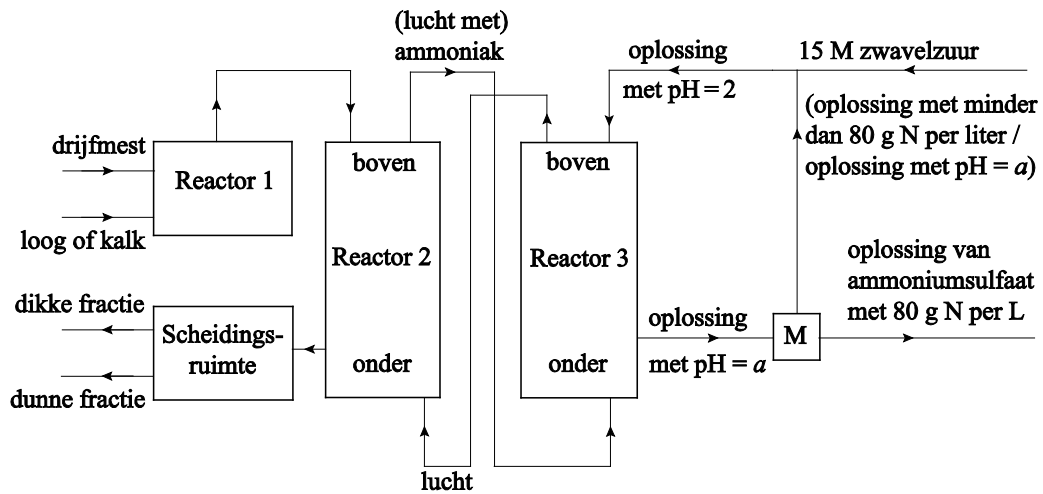 (lucht met)
ammoniak
oplossing
met pH = 2
15 M zwavelzuur
(oplossing met minder
dan 80 g N per liter /
oplossing met pH = a)
drijfmest
loog of kalk
Reactor 1
boven
Reactor 2
onder
boven
Reactor 3
onder
oplossing
met pH = a
M
oplossing van
ammoniumsulfaat
met 80 g N per L
dikke fractie
dunne fractie
Scheidings-
ruimte
lucht